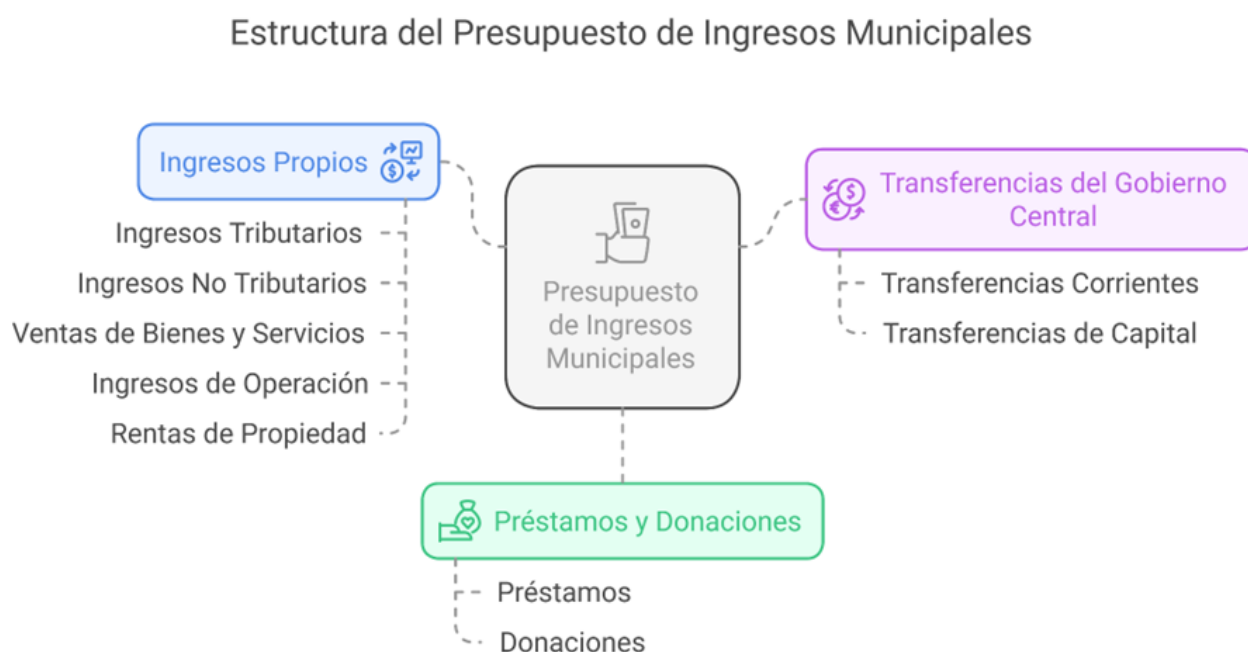 Estructura del Presupuesto de Ingresos Municipales
Ingresos Propios
Ingresos Tributarios
Ingresos No Tributarios
Ventas de Bienes y Servicios
Ingresos de Operación
Rentas de Propiedad
Presupuesto
de Ingresos
Municipales
Transferencias del Gobierno
Central
Transferencias Corrientes
Transferencias de Capital
Préstamos y Donaciones
Préstamos
Donaciones